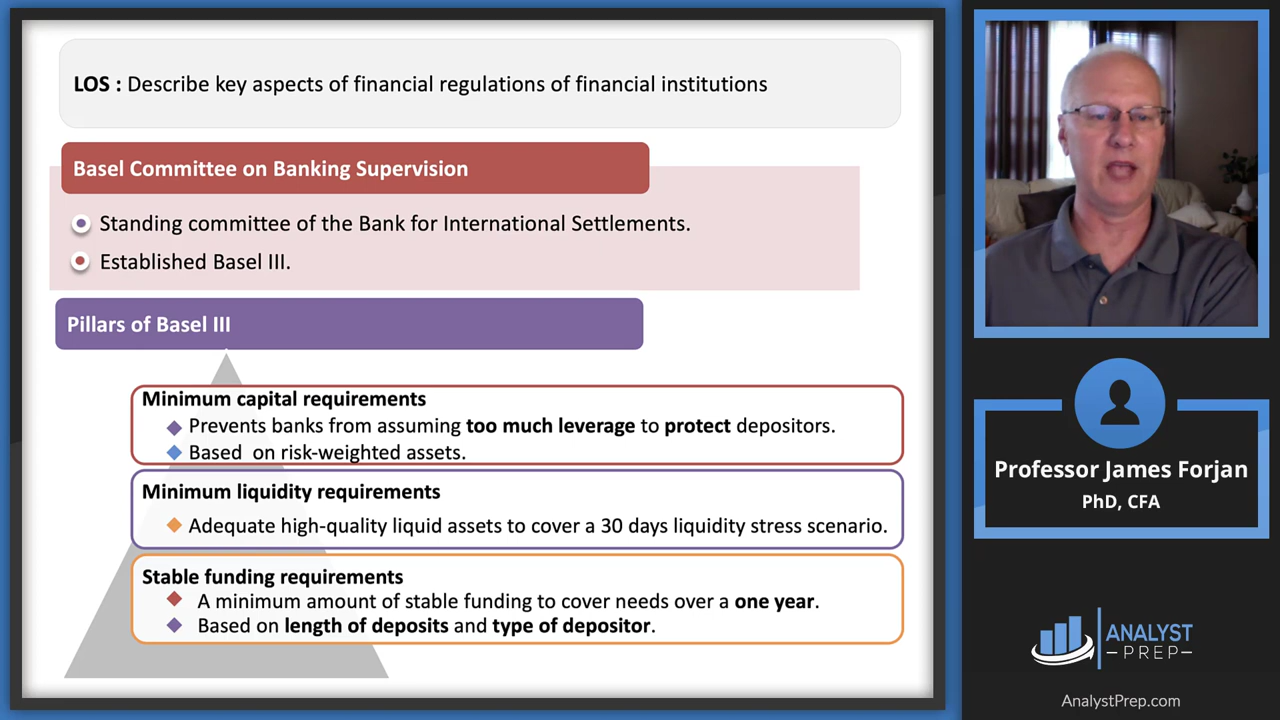 LOS : Describe key aspects of financial regulations of financial institutions
Basel Committee on Banking Supervision
Standing committee of the Bank for International Settlements.
Established Basel III.
Pillars of Basel III
Minimum capital requirements
Prevents banks from assuming too much leverage to protect depositors.
Based on risk-weighted assets.
Minimum liquidity requirements
Adequate high-quality liquid assets to cover a 30 days liquidity stress scenario.
Stable funding requirements
A minimum amount of stable funding to cover needs over a one year.
Based on length of deposits and type of depositor.
Professor James Forjan
PhD, CFA
ANALYST
PREP
AnalystPrep.com